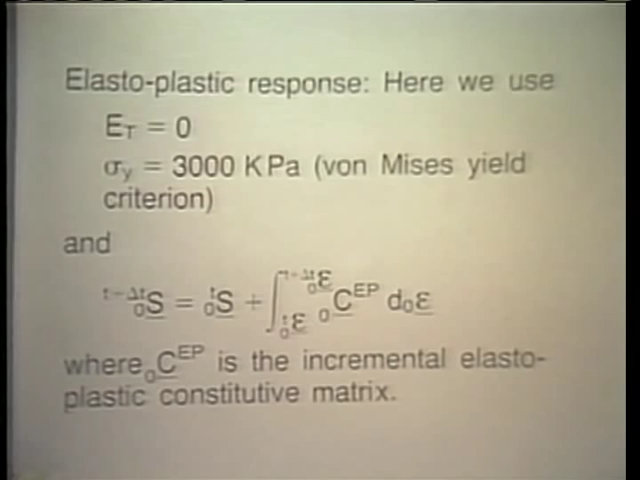 Elasto-plastic response: Here we use
E_T = 0
σ_y = 3000 KPa (von Mises yield
criterion)
and
^{t+Δt}_0S = ^t_0S + ∫_{^t_0ε}^{^{t+Δt}_0ε} _0C^{EP} d_0ε
where _0C^{EP} is the incremental elasto-
plastic constitutive matrix.